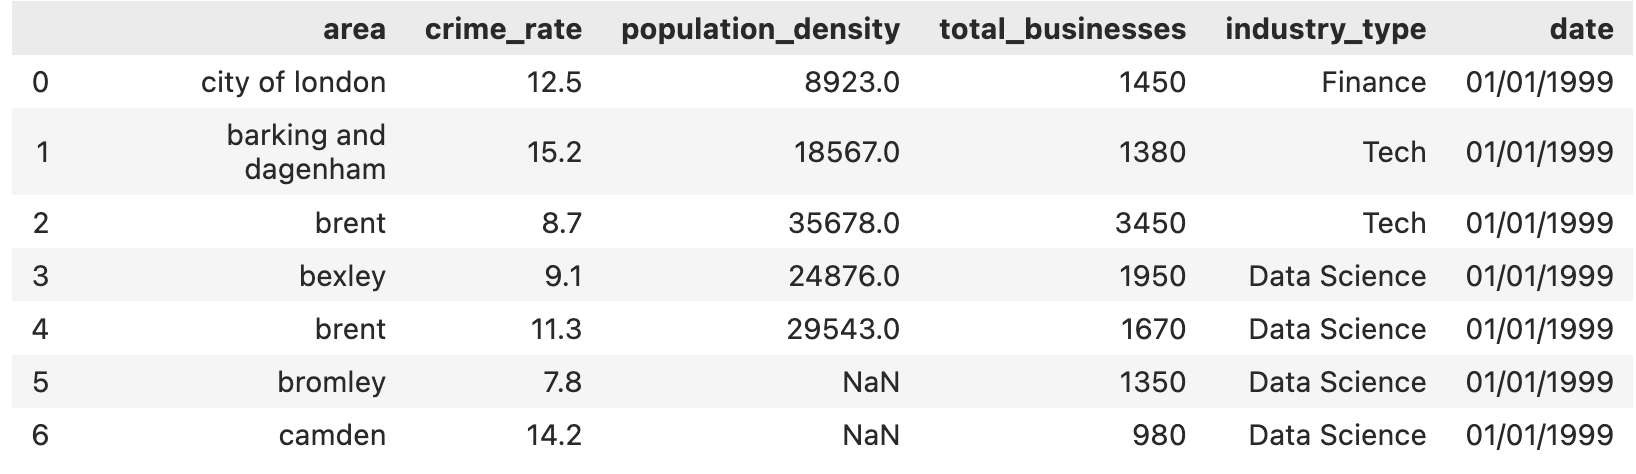 area crime_rate population_density total_businesses industry_type date
0 city of london 12.5 8923.0 1450 Finance 01/01/1999
1 barking and dagenham 15.2 18567.0 1380 Tech 01/01/1999
2 brent 8.7 35678.0 3450 Tech 01/01/1999
3 bexley 9.1 24876.0 1950 Data Science 01/01/1999
4 brent 11.3 29543.0 1670 Data Science 01/01/1999
5 bromley 7.8 NaN 1350 Data Science 01/01/1999
6 camden 14.2 NaN 980 Data Science 01/01/1999